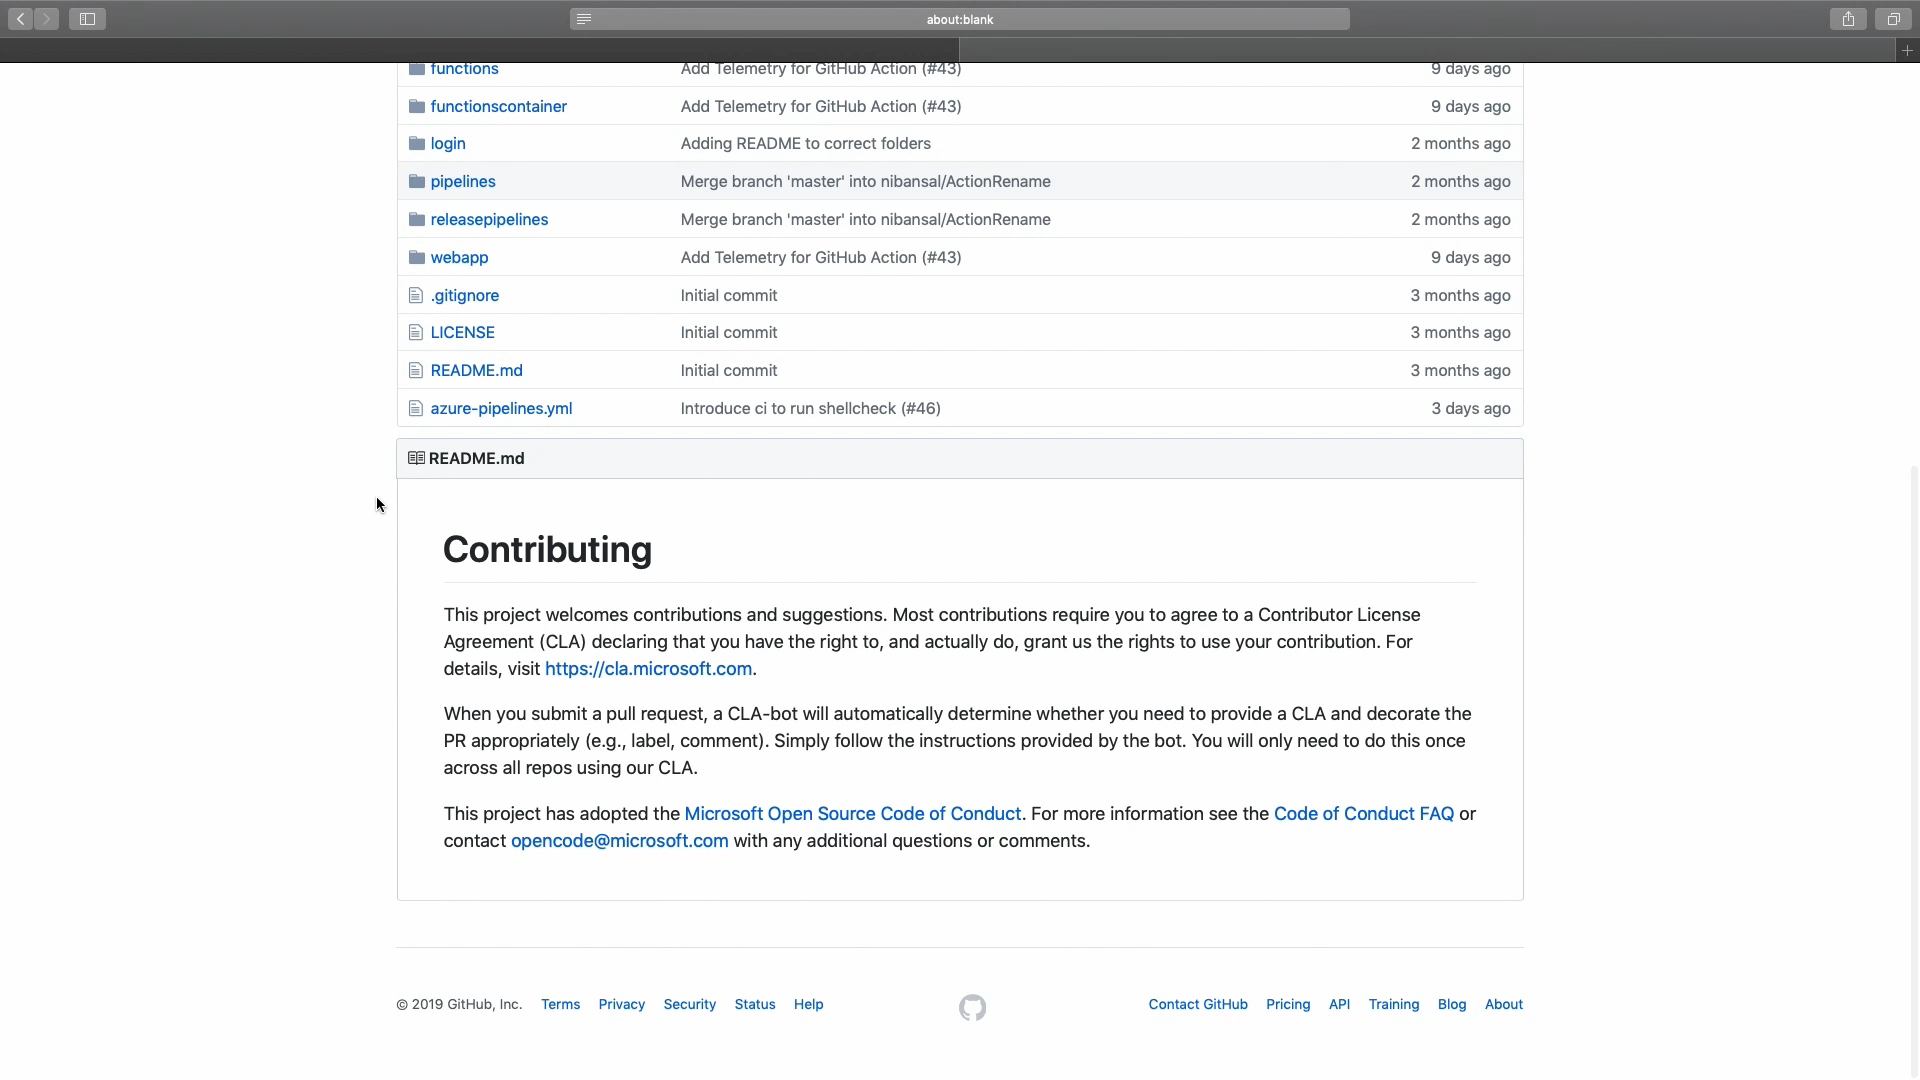 about:blank
functions Add Telemetry for GitHub Action (#43) 9 days ago
functionscontainer Add Telemetry for GitHub Action (#43) 9 days ago
login Adding README to correct folders 2 months ago
pipelines Merge branch 'master' into nibansal/ActionRename 2 months ago
releasepipelines Merge branch 'master' into nibansal/ActionRename 2 months ago
webapp Add Telemetry for GitHub Action (#43) 9 days ago
.gitignore Initial commit 3 months ago
LICENSE Initial commit 3 months ago
README.md Initial commit 3 months ago
azure-pipelines.yml Introduce ci to run shellcheck (#46) 3 days ago
README.md
Contributing
This project welcomes contributions and suggestions. Most contributions require you to agree to a Contributor License
Agreement (CLA) declaring that you have the right to, and actually do, grant us the rights to use your contribution. For
details, visit https://cla.microsoft.com.
When you submit a pull request, a CLA-bot will automatically determine whether you need to provide a CLA and decorate the
PR appropriately (e.g., label, comment). Simply follow the instructions provided by the bot. You will only need to do this once
across all repos using our CLA.
This project has adopted the Microsoft Open Source Code of Conduct. For more information see the Code of Conduct FAQ or
contact opencode@microsoft.com with any additional questions or comments.
© 2019 GitHub, Inc. Terms Privacy Security Status Help Contact GitHub Pricing API Training Blog About